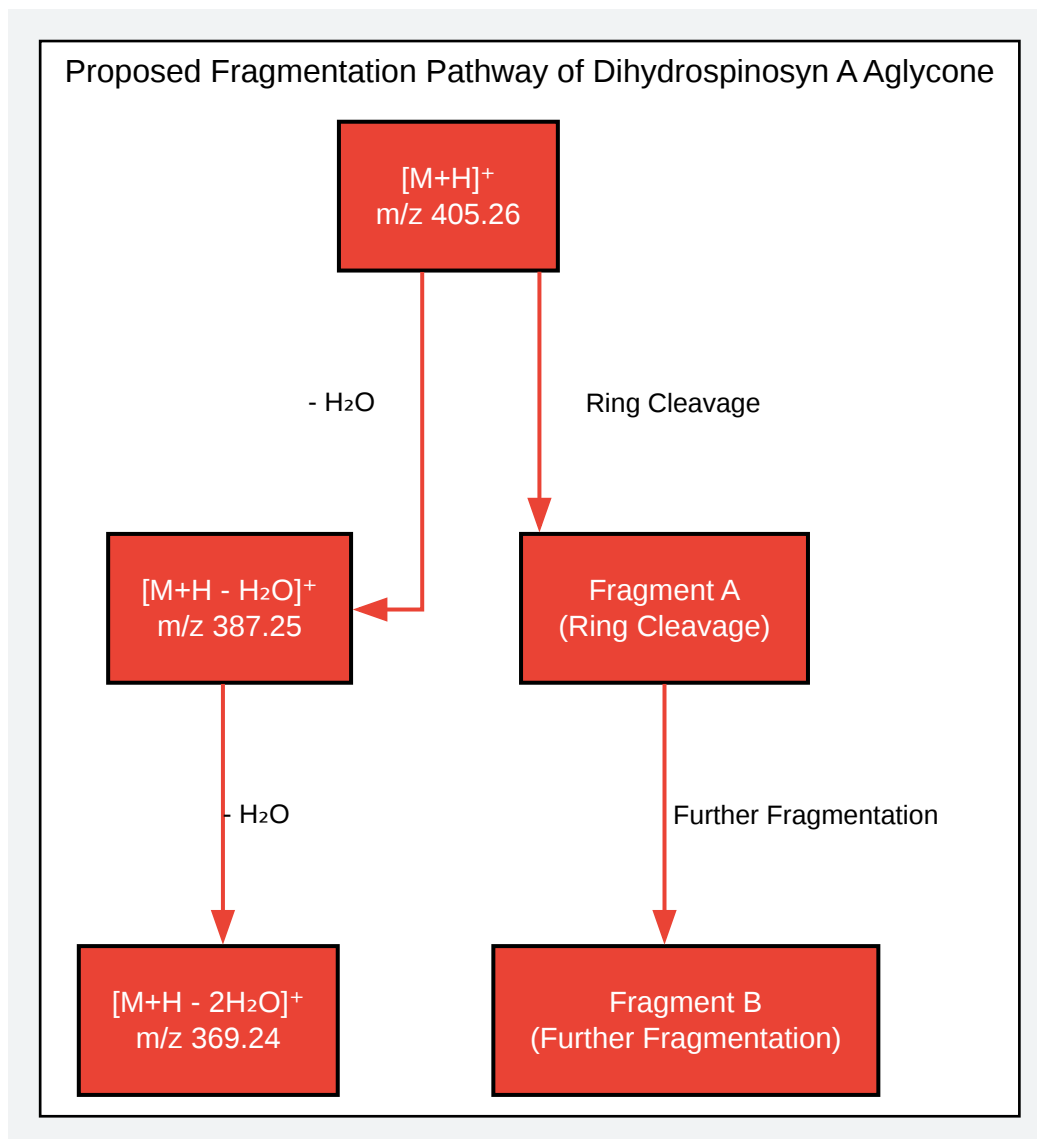 Proposed Fragmentation Pathway of Dihydrospinosyn A Aglycone
[M+H]⁺
m/z 405.26
- H₂O
Ring Cleavage
[M+H - H₂O]⁺
m/z 387.25
Fragment A
(Ring Cleavage)
- H₂O
Further Fragmentation
[M+H - 2H₂O]⁺
m/z 369.24
Fragment B
(Further Fragmentation)